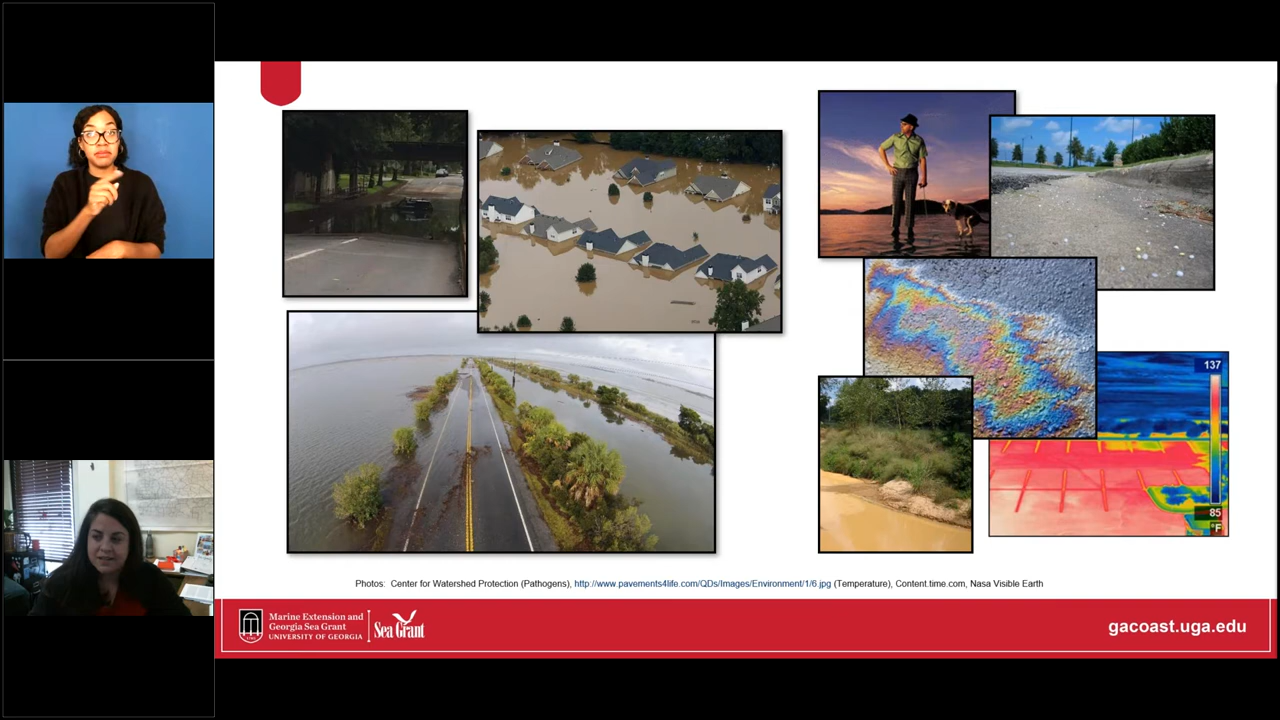 137
85
°F
Photos: Center for Watershed Protection (Pathogens), http://www.pavements4life.com/QDs/Images/Environment/1/6.jpg (Temperature), Content.time.com, Nasa Visible Earth
Marine Extension and
Georgia Sea Grant
UNIVERSITY OF GEORGIA
Sea Grant
gacoast.uga.edu